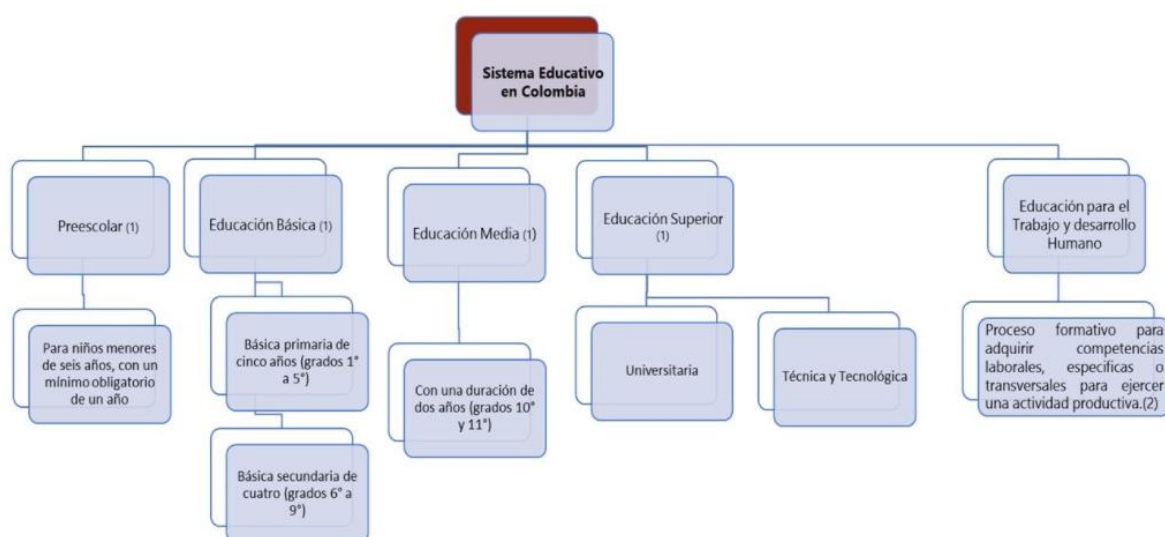 Sistema Educativo
en Colombia
Preescolar (1)
Educación Básica (1)
Educación Media (1)
Educación Superior
(1)
Educación para el
Trabajo y desarrollo
Humano
Para niños menores
de seis años, con un
mínimo obligatorio
de un año
Básica primaria de
cinco años (grados 1°
a 5°)
Básica secundaria de
cuatro (grados 6° a
9°)
Con una duración de
dos años (grados 10°
y 11°)
Universitaria
Técnica y Tecnológica
Proceso formativo para
adquirir competencias
laborales, específicas o
transversales para ejercer
una actividad productiva.(2)